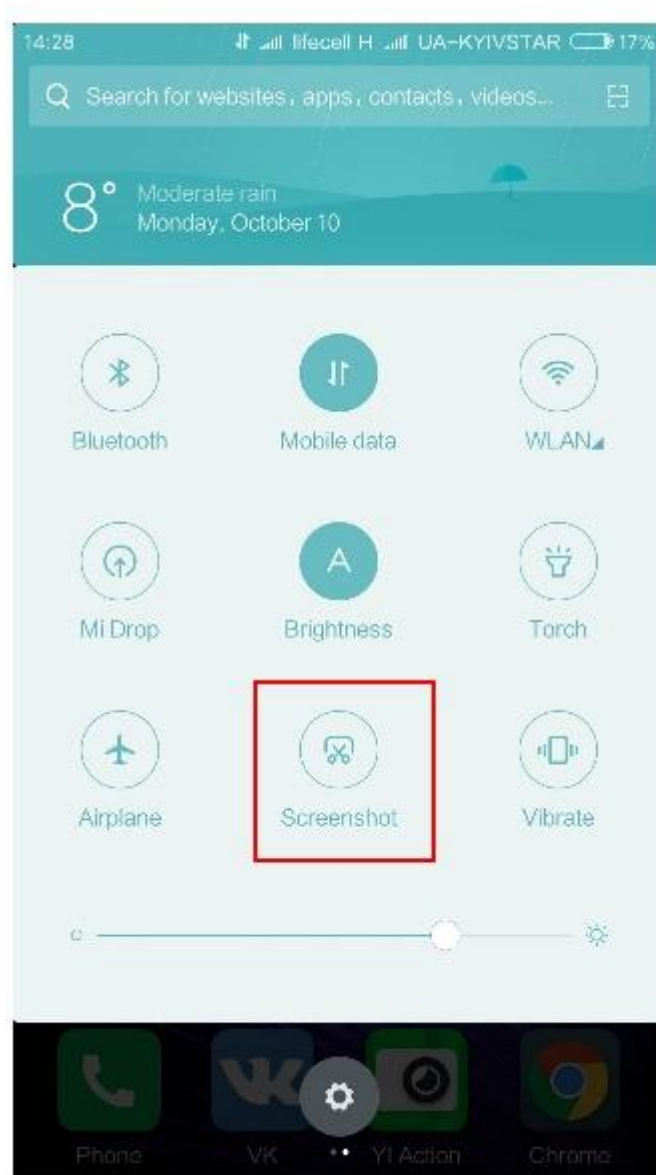 14:28 lifecell H UA-KYIVSTAR 17%
Search for websites, apps, contacts, videos...
8° Moderate rain
Monday, October 10
Bluetooth Mobile data WLAN
Mi Drop Brightness Torch
A
Airplane Screenshot Vibrate
Phone VK YI Action Chrome